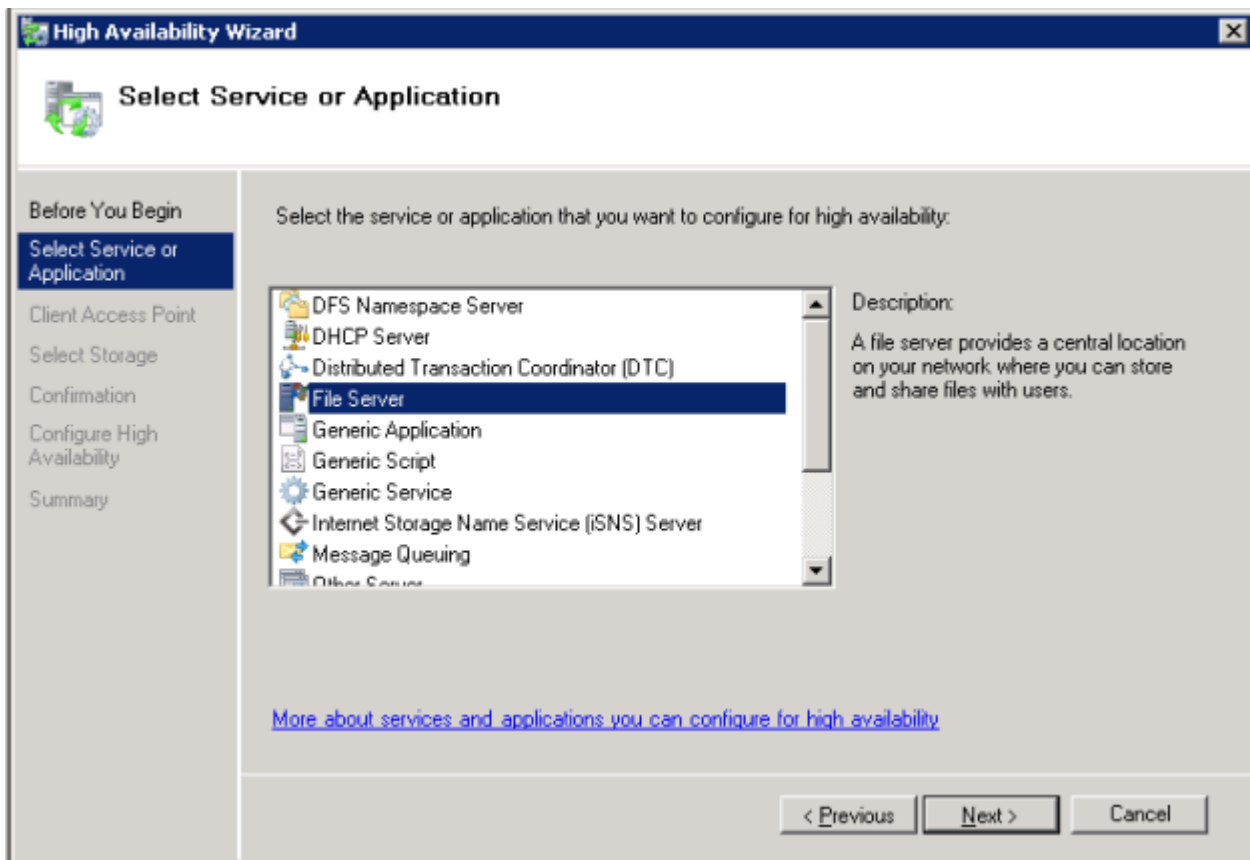 High Availability Wizard
Select Service or Application
Before You Begin
Select Service or
Application
Client Access Point
Select Storage
Confirmation
Configure High
Availability
Summary
Select the service or application that you want to configure for high availability:
DFS Namespace Server
DHCP Server
Distributed Transaction Coordinator (DTC)
File Server
Generic Application
Generic Script
Generic Service
Internet Storage Name Service (iSNS) Server
Message Queuing
Other Server
Description:
A file server provides a central location
on your network where you can store
and share files with users.
More about services and applications you can configure for high availability
< Previous
Next >
Cancel